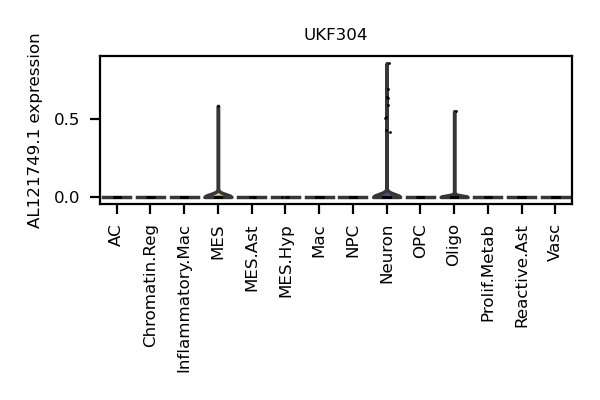 UKF304
AL121749.1 expression
0.5
0.0
AC
Chromatin.Reg
Inflammatory.Mac
MES
MES.Ast
MES.Hyp
Mac
NPC
Neuron
OPC
Oligo
Prolif.Metab
Reactive.Ast
Vasc